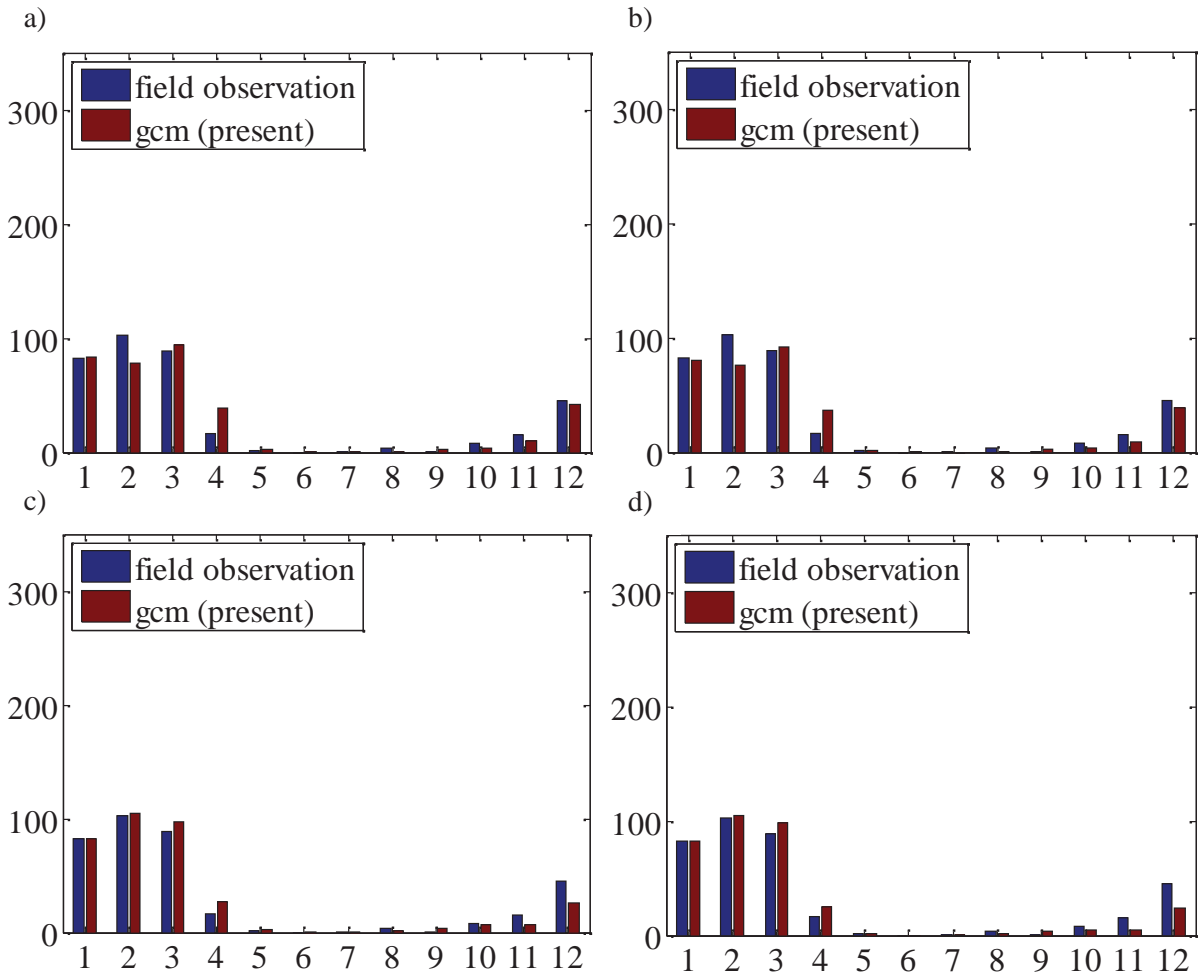 a)
field observation
gcm (present)
300
200
100
0
1 2 3 4 5 6 7 8 9 10 11 12
b)
field observation
gcm (present)
300
200
100
0
1 2 3 4 5 6 7 8 9 10 11 12
c)
field observation
gcm (present)
300
200
100
0
1 2 3 4 5 6 7 8 9 10 11 12
d)
field observation
gcm (present)
300
200
100
0
1 2 3 4 5 6 7 8 9 10 11 12